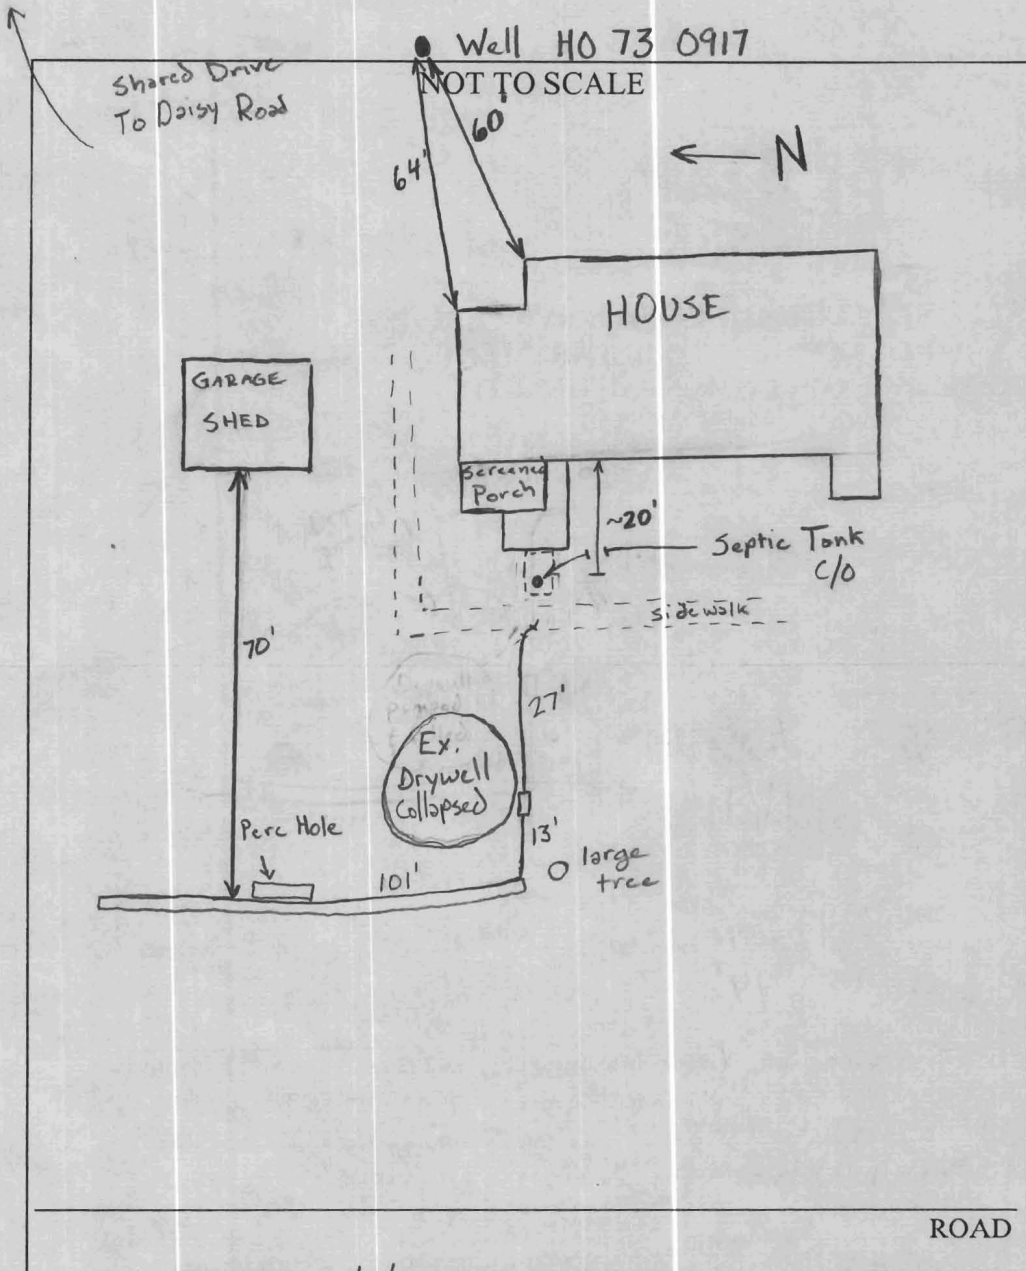 Well HO 73 0917
NOT TO SCALE
Shared Drive
To Daisy Road
60'
64'
N
HOUSE
GARAGE
SHED
Screened
Porch
~20'
Septic Tank
C/O
sidewalk
70'
27'
Ex.
Drywell
Collapsed
13'
Perc Hole
101'
large
tree
ROAD